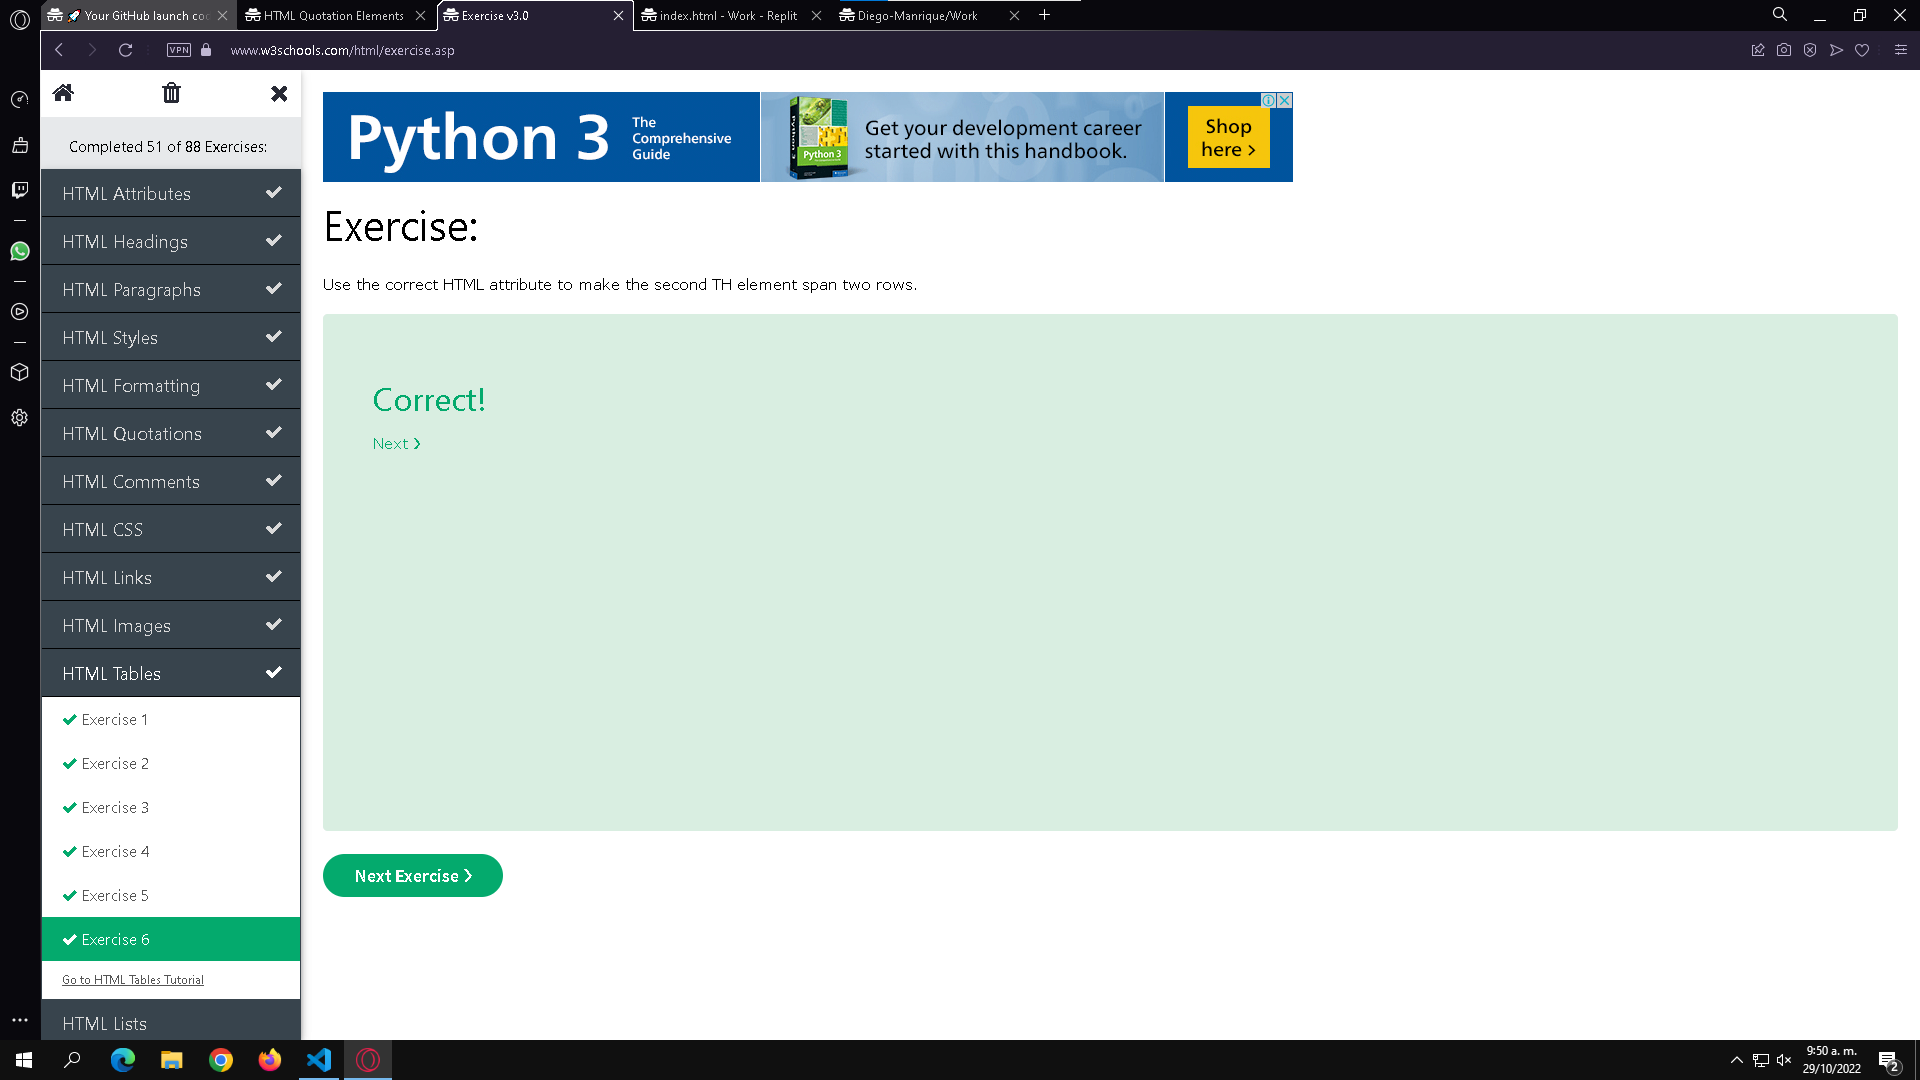 Your GitHub launch coc
HTML Quotation Elements
Exercise v3.0
index.html - Work - Replit
Diego-Manrique/Work
VPN
www.w3schools.com/html/exercise.asp
Completed 51 of 88 Exercises:
HTML Attributes
HTML Headings
HTML Paragraphs
HTML Styles
HTML Formatting
HTML Quotations
HTML Comments
HTML CSS
HTML Links
HTML Images
HTML Tables
Exercise 1
Exercise 2
Exercise 3
Exercise 4
Exercise 5
Exercise 6
Go to HTML Tables Tutorial
HTML Lists
Python 3
The
Comprehensive
Guide
Python 3
Get your development career
started with this handbook.
Shop
here >
Exercise:
Use the correct HTML attribute to make the second TH element span two rows.
Correct!
Next ❯
Next Exercise ❯
9:50 a. m.
29/10/2022
2